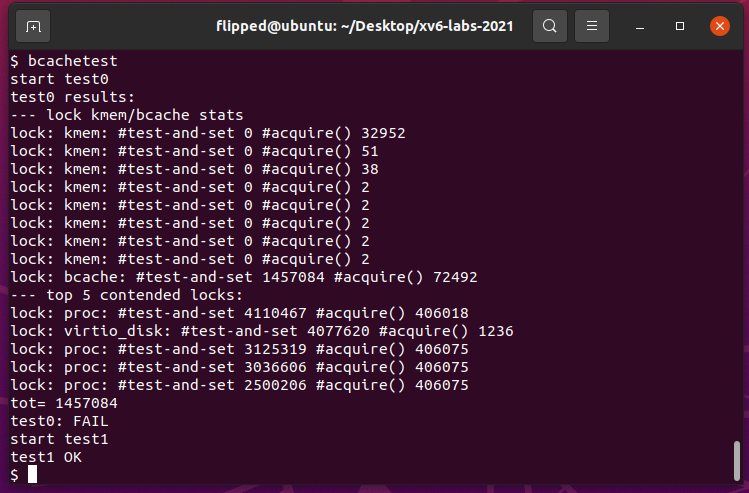 flipped@ubuntu: ~/Desktop/xv6-labs-2021
$ bcachetest
start test0
test0 results:
--- lock kmem/bcache stats
lock: kmem: #test-and-set 0 #acquire() 32952
lock: kmem: #test-and-set 0 #acquire() 51
lock: kmem: #test-and-set 0 #acquire() 38
lock: kmem: #test-and-set 0 #acquire() 2
lock: kmem: #test-and-set 0 #acquire() 2
lock: kmem: #test-and-set 0 #acquire() 2
lock: kmem: #test-and-set 0 #acquire() 2
lock: kmem: #test-and-set 0 #acquire() 2
lock: bcache: #test-and-set 1457084 #acquire() 72492
--- top 5 contended locks:
lock: proc: #test-and-set 4110467 #acquire() 406018
lock: virtio_disk: #test-and-set 4077620 #acquire() 1236
lock: proc: #test-and-set 3125319 #acquire() 406075
lock: proc: #test-and-set 3036606 #acquire() 406075
lock: proc: #test-and-set 2500206 #acquire() 406075
tot= 1457084
test0: FAIL
start test1
test1 OK
$